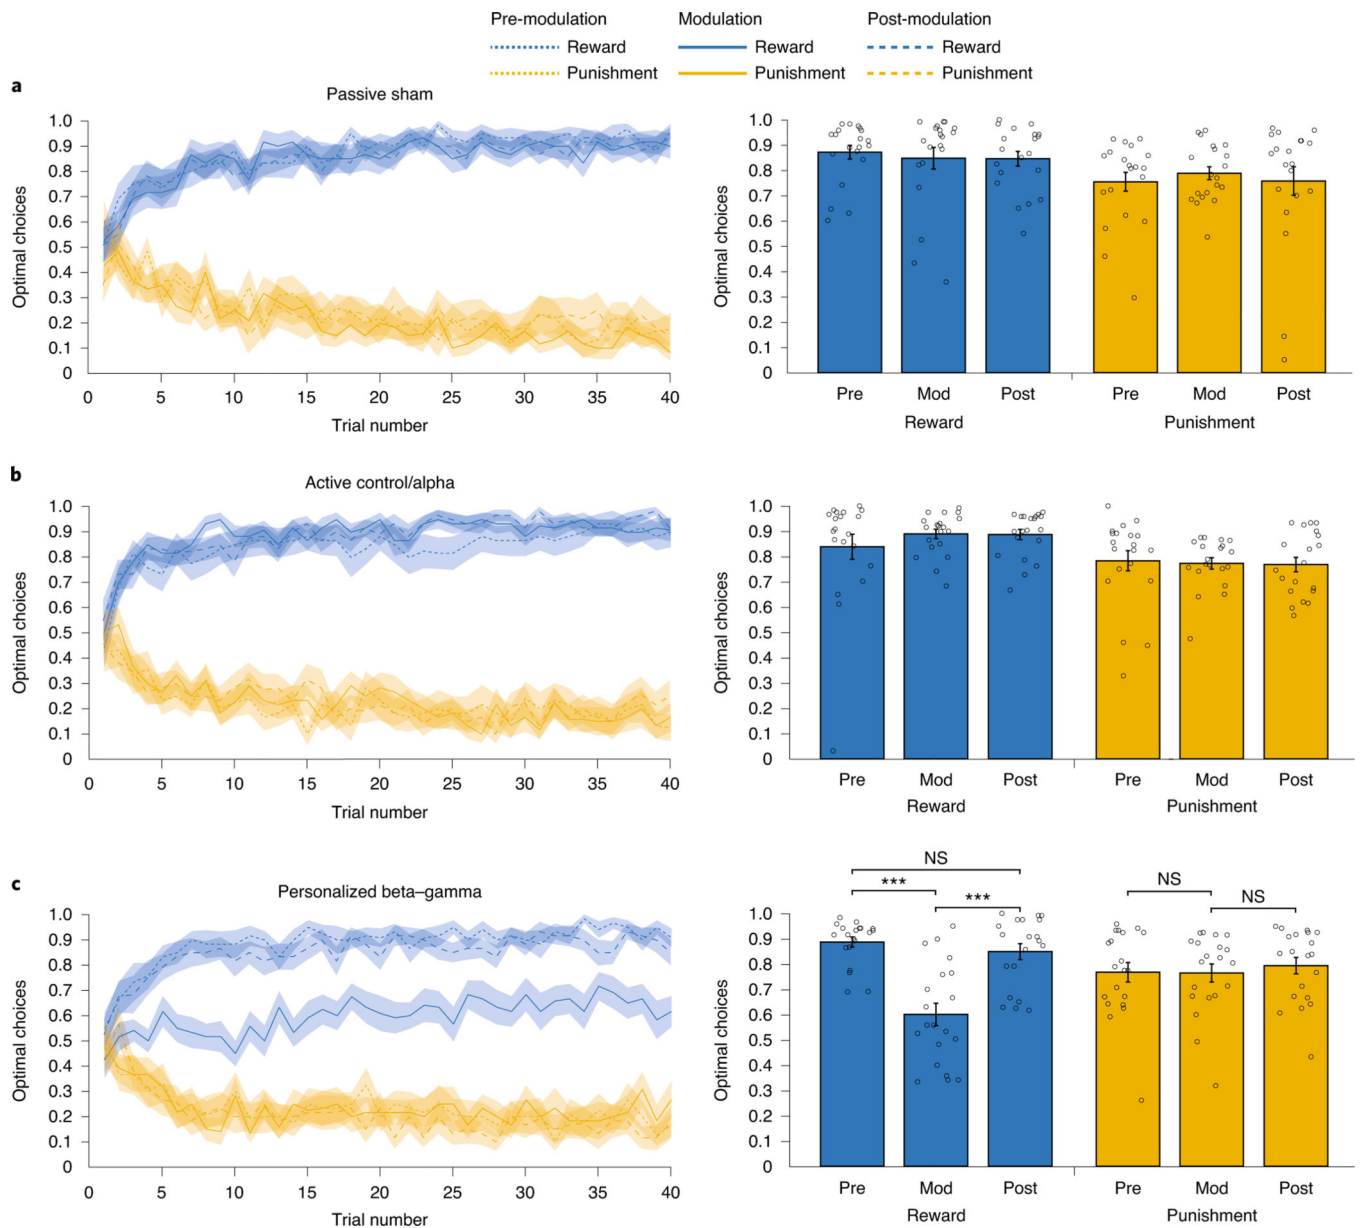 Pre-modulation Modulation Post-modulation
Reward Reward Reward
Punishment Punishment Punishment
a
Passive sham
Optimal choices
1.0
0.9
0.8
0.7
0.6
0.5
0.4
0.3
0.2
0.1
0
0 5 10 15 20 25 30 35 40
Trial number
Optimal choices
1.0
0.9
0.8
0.7
0.6
0.5
0.4
0.3
0.2
0.1
0
Pre Mod Post Pre Mod Post
Reward Punishment
b
Active control/alpha
Optimal choices
1.0
0.9
0.8
0.7
0.6
0.5
0.4
0.3
0.2
0.1
0
0 5 10 15 20 25 30 35 40
Trial number
Optimal choices
1.0
0.9
0.8
0.7
0.6
0.5
0.4
0.3
0.2
0.1
0
Pre Mod Post Pre Mod Post
Reward Punishment
c
Personalized beta–gamma
Optimal choices
1.0
0.9
0.8
0.7
0.6
0.5
0.4
0.3
0.2
0.1
0
0 5 10 15 20 25 30 35 40
Trial number
NS
*** NS
*** NS
Optimal choices
1.0
0.9
0.8
0.7
0.6
0.5
0.4
0.3
0.2
0.1
0
Pre Mod Post Pre Mod Post
Reward Punishment